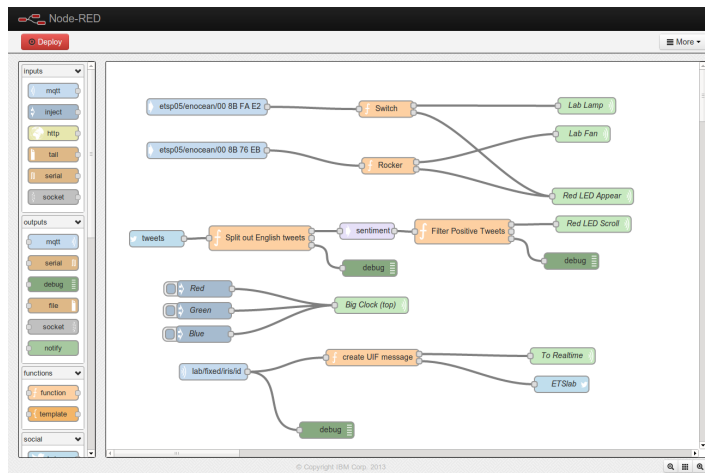 Node-RED
Deploy
More
inputs
mqtt
inject
http
tail
serial
socket
outputs
mqtt
serial
debug
file
socket
notify
functions
function
template
social
etsp05/enocean/00 8B FA E2
Switch
Lab Lamp
Lab Fan
etsp05/enocean/00 8B 76 EB
Rocker
Red LED Appear
tweets
Split out English tweets
sentiment
Filter Positive Tweets
Red LED Scroll
debug
debug
Red
Green
Blue
Big Clock (top)
lab/fixed/iris/id
create UIF message
To Realtime
ETSlab
debug
© Copyright IBM Corp. 2013